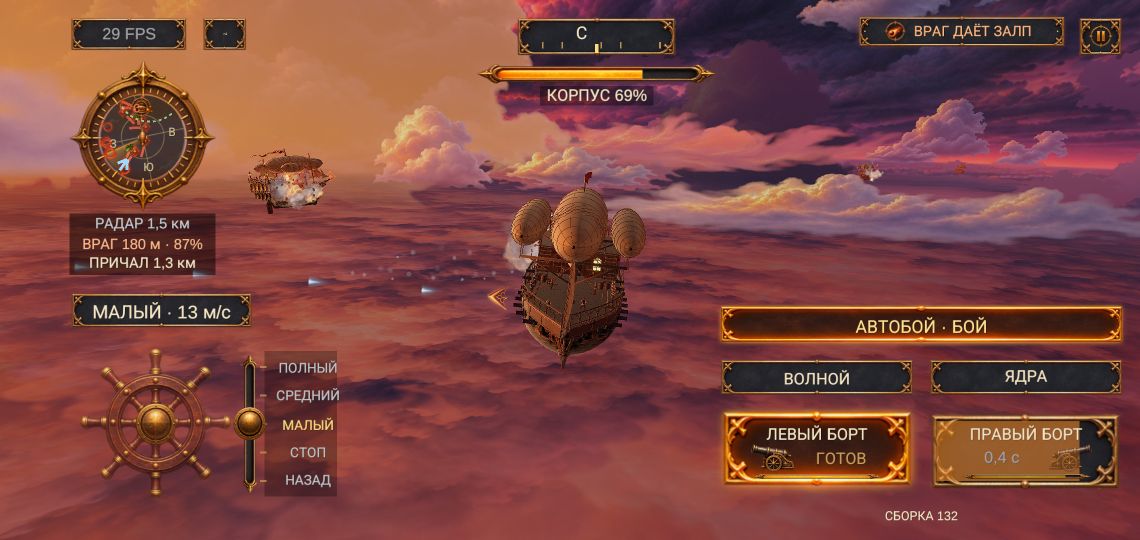 29 FPS
С
ВРАГ ДАЁТ ЗАЛП
КОРПУС 69%
В
З
Ю
РАДАР 1,5 км
ВРАГ 180 м · 87%
ПРИЧАЛ 1,3 км
МАЛЫЙ · 13 м/с
ПОЛНЫЙ
СРЕДНИЙ
МАЛЫЙ
СТОП
НАЗАД
АВТОБОЙ · БОЙ
ВОЛНОЙ
ЯДРА
ЛЕВЫЙ БОРТ
ГОТОВ
ПРАВЫЙ БОРТ
0,4 с
СБОРКА 132